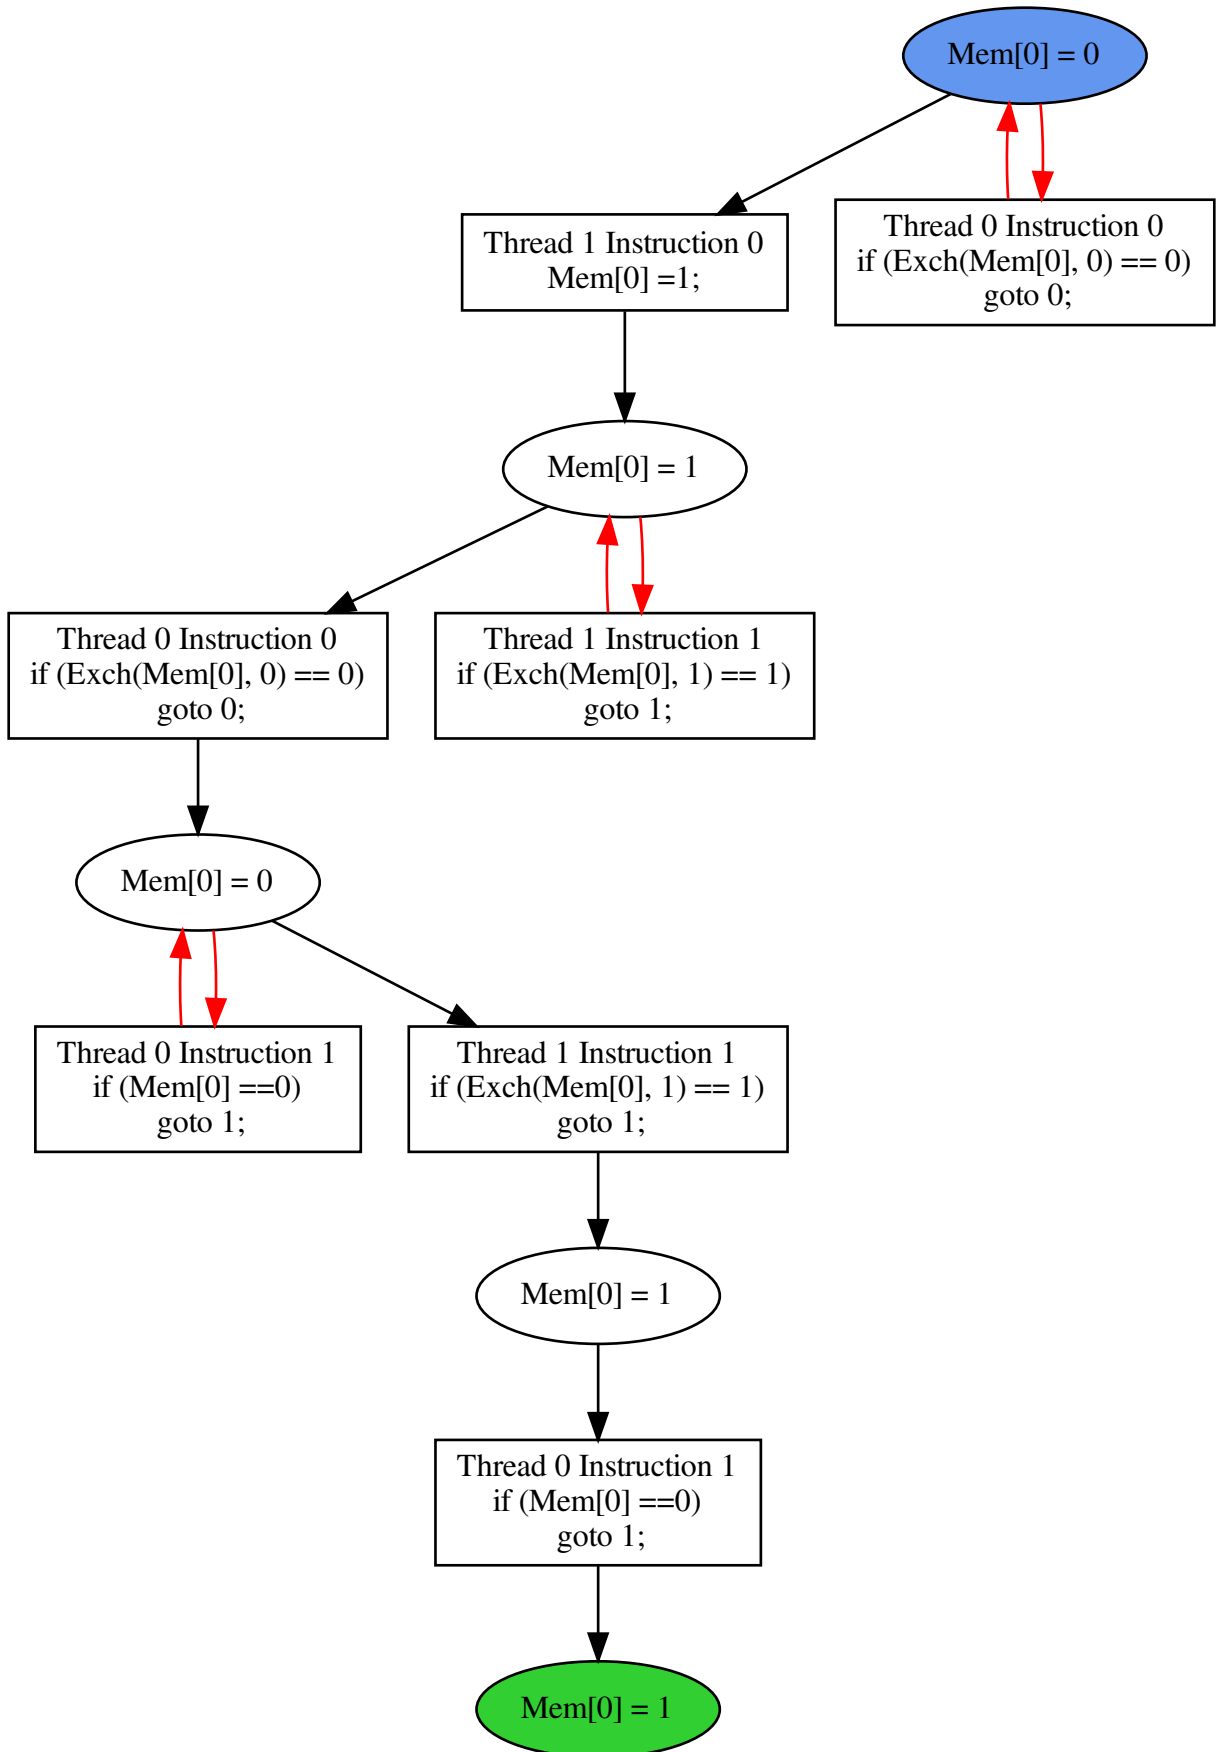 Mem[0] = 0
Thread 1 Instruction 0
Mem[0] =1;
Thread 0 Instruction 0
if (Exch(Mem[0], 0) == 0)
goto 0;
Mem[0] = 1
Thread 0 Instruction 0
if (Exch(Mem[0], 0) == 0)
goto 0;
Thread 1 Instruction 1
if (Exch(Mem[0], 1) == 1)
goto 1;
Mem[0] = 0
Thread 0 Instruction 1
if (Mem[0] ==0)
goto 1;
Thread 1 Instruction 1
if (Exch(Mem[0], 1) == 1)
goto 1;
Mem[0] = 1
Thread 0 Instruction 1
if (Mem[0] ==0)
goto 1;
Mem[0] = 1